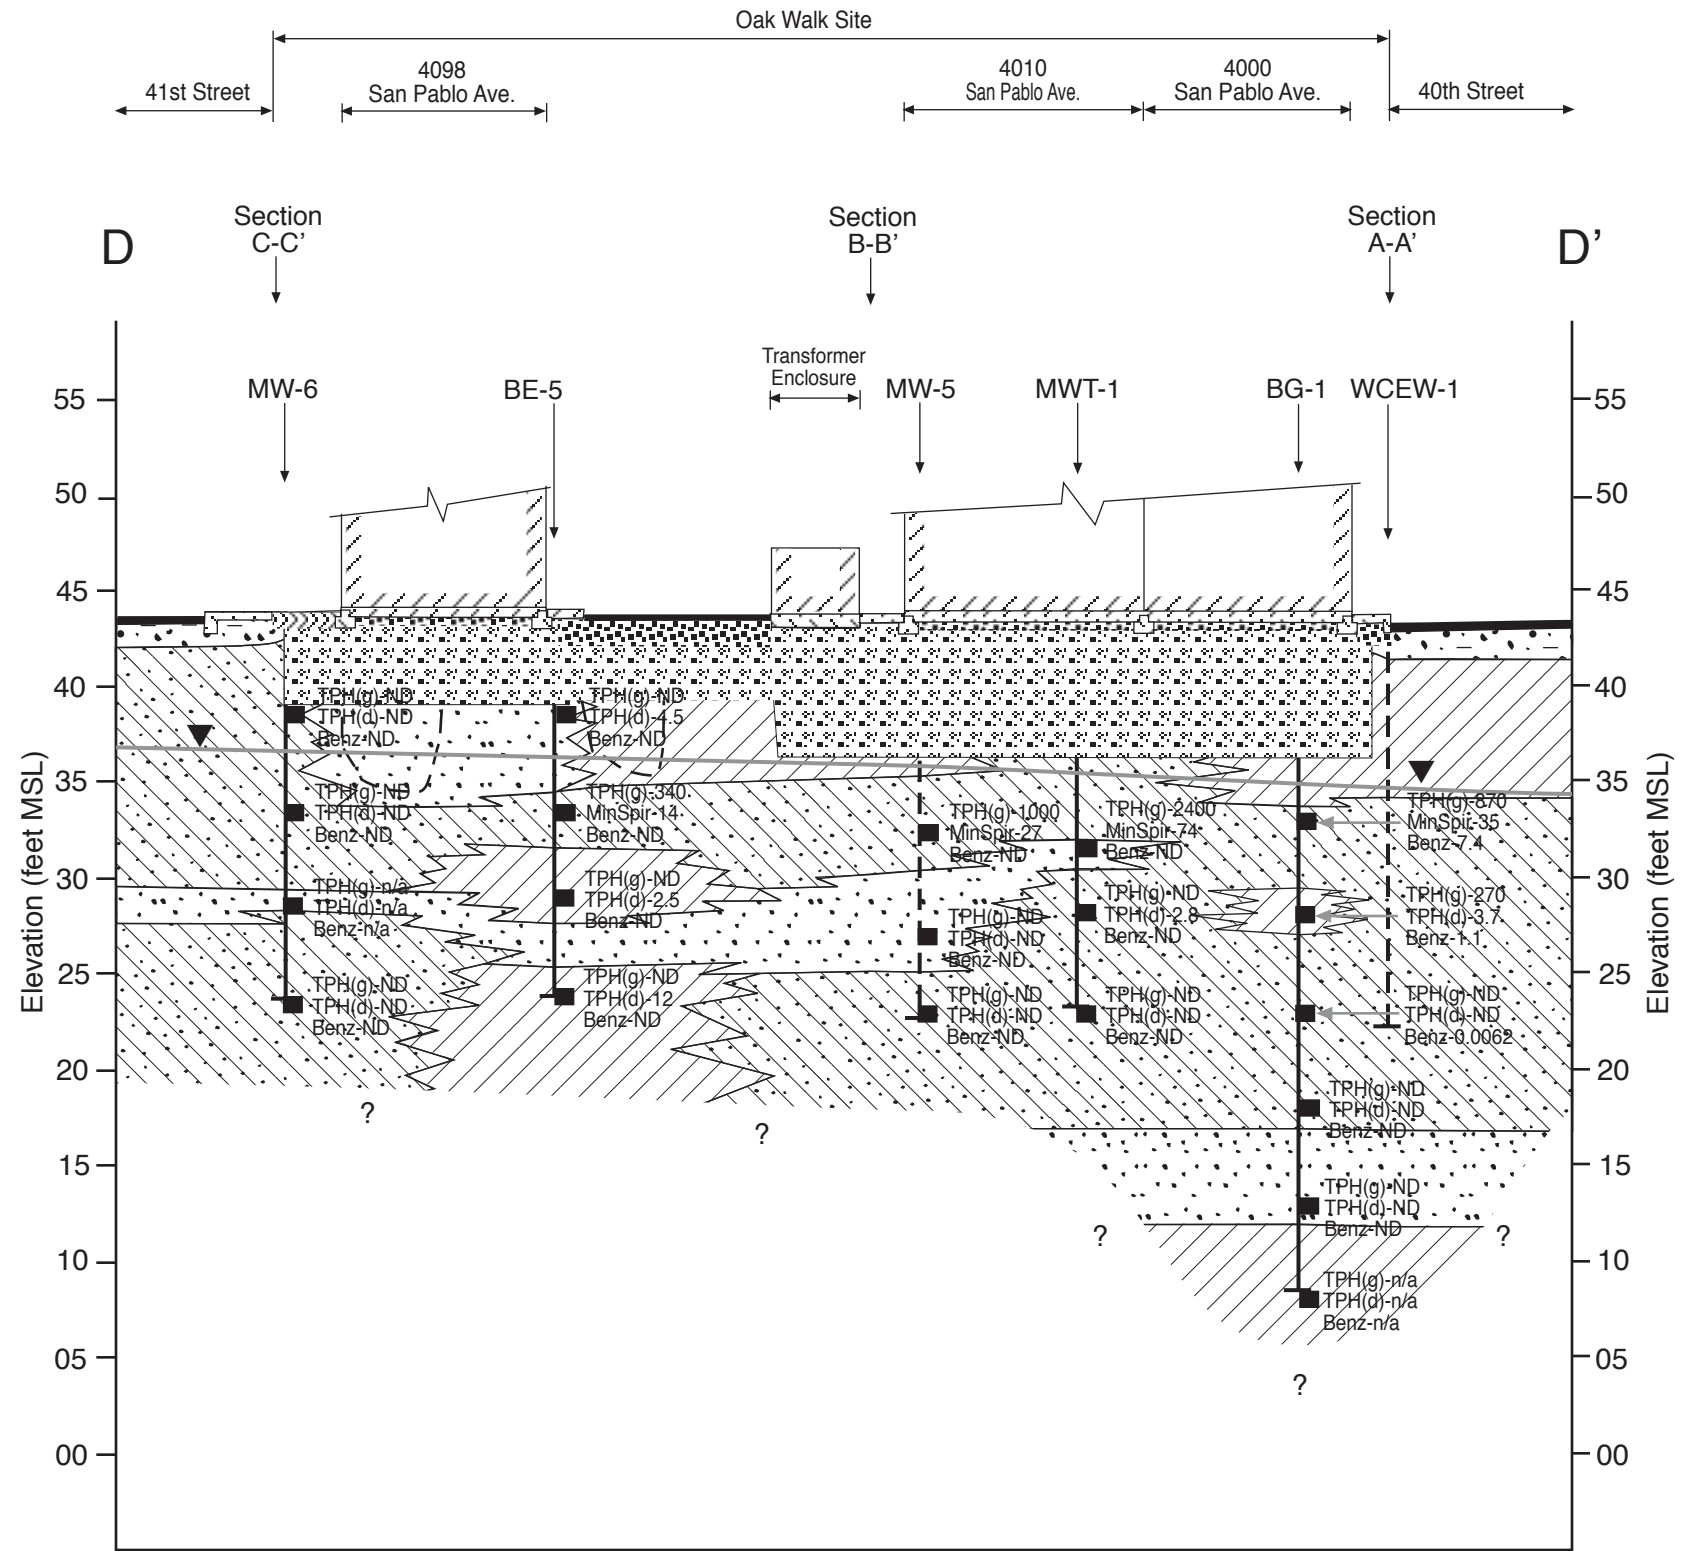 Oak Walk Site
41st Street
4098
San Pablo Ave.
4010
San Pablo Ave.
4000
San Pablo Ave.
40th Street
D
Section
C-C’
Section
B-B’
Section
A-A’
D’
Transformer
Enclosure
MW-6
BE-5
MW-5
MWT-1
BG-1
WCEW-1
Elevation (feet MSL)
55
50
45
40
35
30
25
20
15
10
05
00
TPH(g)-ND
TPH(d)-ND
Benz-ND
TPH(g)-ND
TPH(d)-ND
Benz-ND
TPH(g)-n/a
TPH(d)-n/a
Benz-n/a
TPH(g)-ND
TPH(d)-ND
Benz-ND
TPH(g)-ND
TPH(d)-4.5
Benz-ND
TPH(g)-340
MinSpir-14
Benz-ND
TPH(g)-ND
TPH(d)-2.5
Benz-ND
TPH(g)-ND
TPH(d)-12
Benz-ND
TPH(g)-1000
MinSpir-27
Benz-ND
TPH(g)-ND
TPH(d)-ND
Benz-ND
TPH(g)-ND
TPH(d)-ND
Benz-ND
TPH(g)-2400
MinSpir-74
Benz-ND
TPH(g)-ND
TPH(d)-2.8
Benz-ND
TPH(g)-ND
TPH(d)-ND
Benz-ND
TPH(g)-870
MinSpir-35
Benz-7.4
TPH(g)-270
TPH(d)-3.7
Benz-1.1
TPH(g)-ND
TPH(d)-ND
Benz-0.0062
TPH(g)-ND
TPH(d)-ND
Benz-ND
TPH(g)-ND
TPH(d)-ND
Benz-ND
TPH(g)-n/a
TPH(d)-n/a
Benz-n/a
?
?
?
?
?
55
50
45
40
35
30
25
20
15
10
05
00
Elevation (feet MSL)